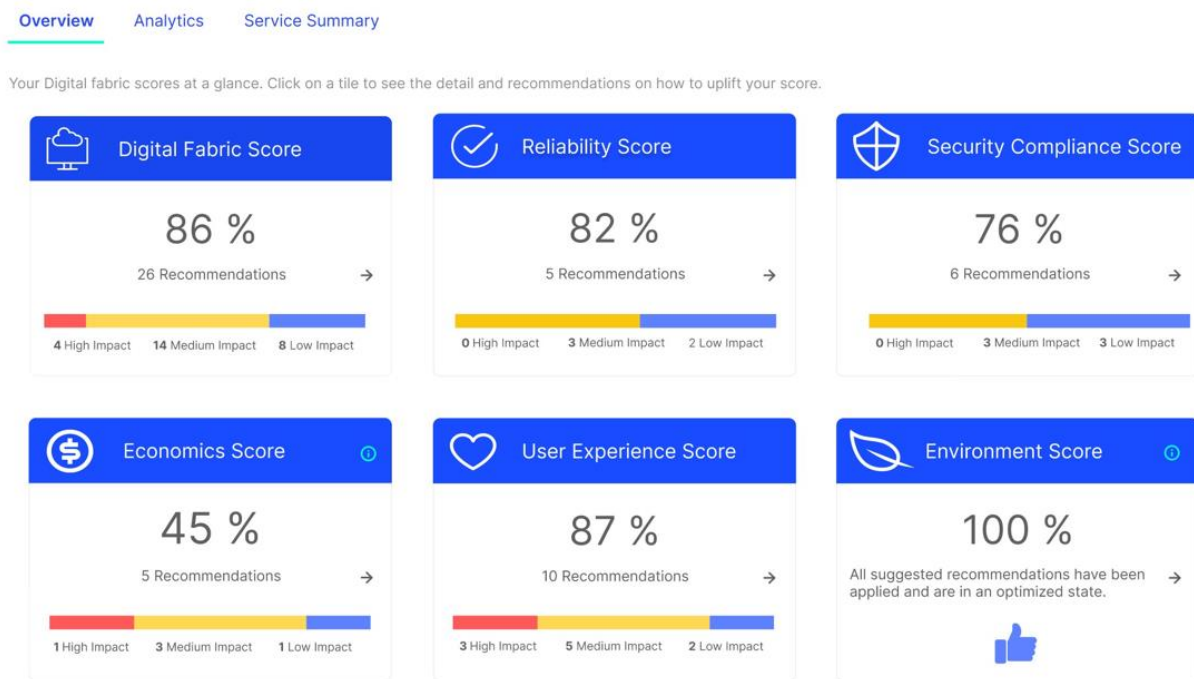 Overview Analytics Service Summary
Your Digital fabric scores at a glance. Click on a tile to see the detail and recommendations on how to uplift your score.
Digital Fabric Score
86 %
26 Recommendations
4 High Impact 14 Medium Impact 8 Low Impact
Reliability Score
82 %
5 Recommendations
0 High Impact 3 Medium Impact 2 Low Impact
Security Compliance Score
76 %
6 Recommendations
0 High Impact 3 Medium Impact 3 Low Impact
Economics Score
45 %
5 Recommendations
1 High Impact 3 Medium Impact 1 Low Impact
User Experience Score
87 %
10 Recommendations
3 High Impact 5 Medium Impact 2 Low Impact
Environment Score
100 %
All suggested recommendations have been
applied and are in an optimized state.